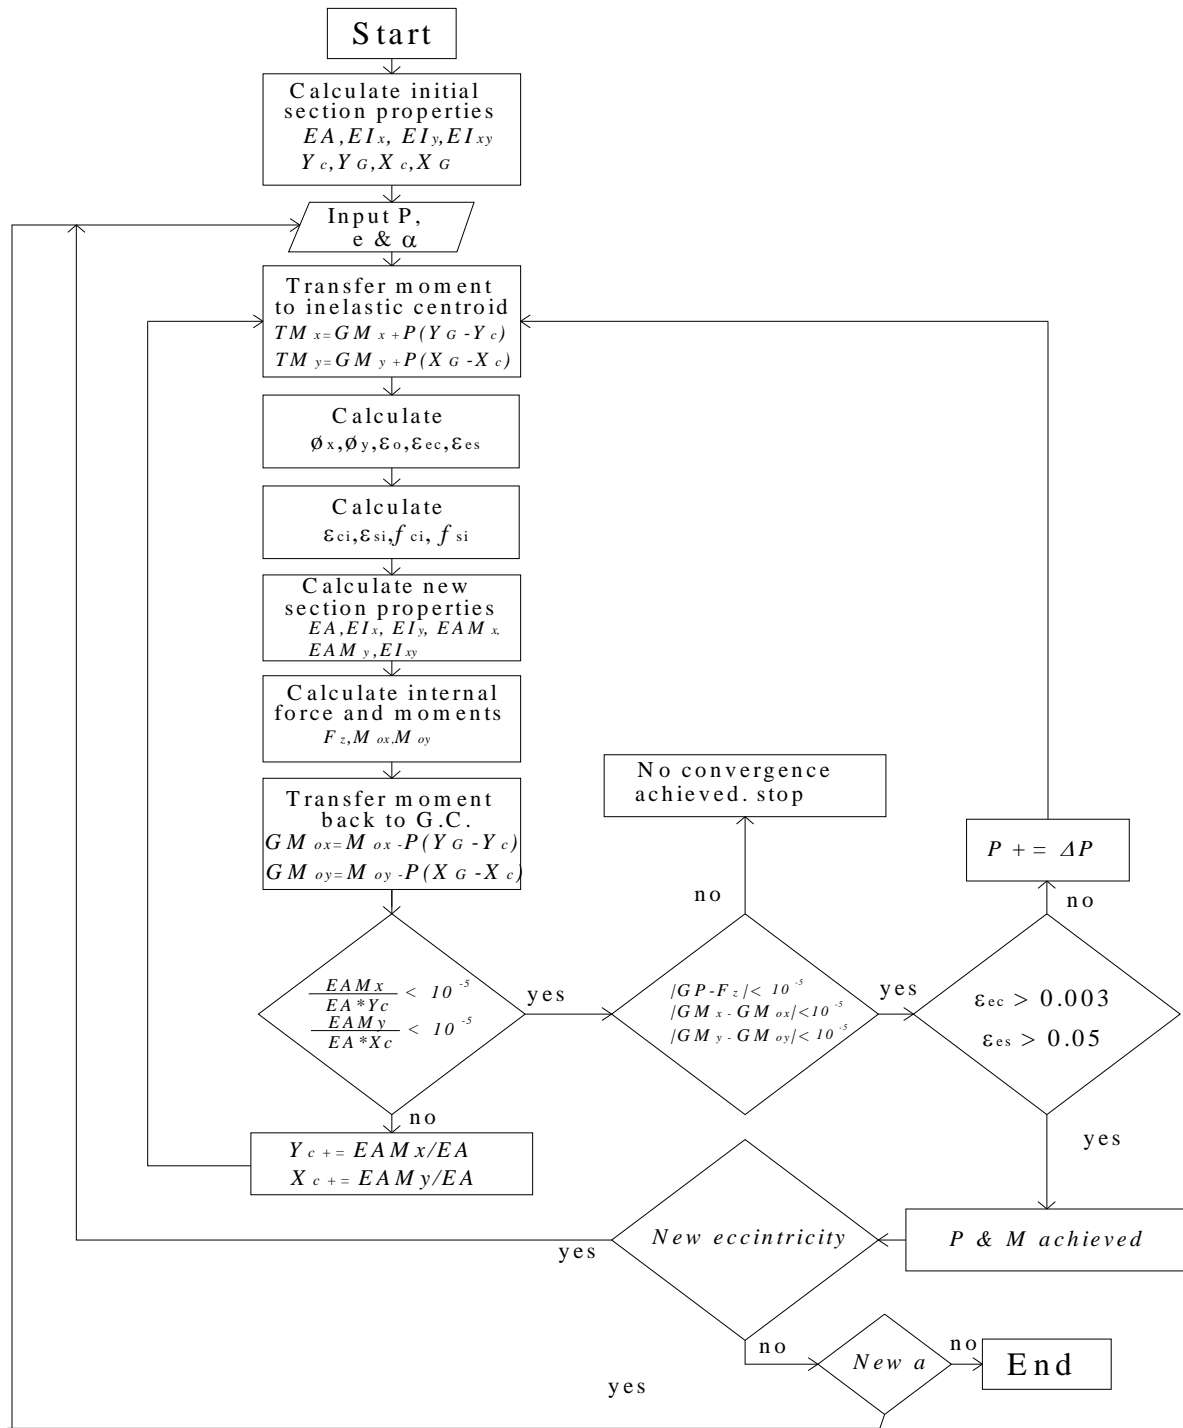 Start
Calculate initial
section properties
EA,EIx, EIy,EIxy
Yc,YG,Xc,XG
Input P,
e & α
Transfer moment
to inelastic centroid
TMx=GMx+P(YG-Yc)
TMy=GMy+P(XG-Xc)
Calculate
øx,øy,εo,εec,εes
Calculate
εci,εsi,fci, fsi
Calculate new
section properties
EA,EIx, EIy, EAMx,
EAMy,EIxy
Calculate internal
force and moments
Fz,Mox,Moy
Transfer moment
back to G.C.
GMox=Mox-P(YG-Yc)
GMoy=Moy-P(XG-Xc)
EAMx
EA*Yc
< 10-5
EAMy
EA*Xc
< 10-5
yes
no
Yc+=EAMx/EA
Xc+=EAMy/EA
|GP-Fz|< 10-5
|GMx-GMox|<10-5
|GMy-GMoy|< 10-5
no
No convergence
achieved. stop
yes
εec > 0.003
εes > 0.05
no
P += ΔP
yes
P & M achieved
New eccintricity
yes
no
New a
yes
no
End